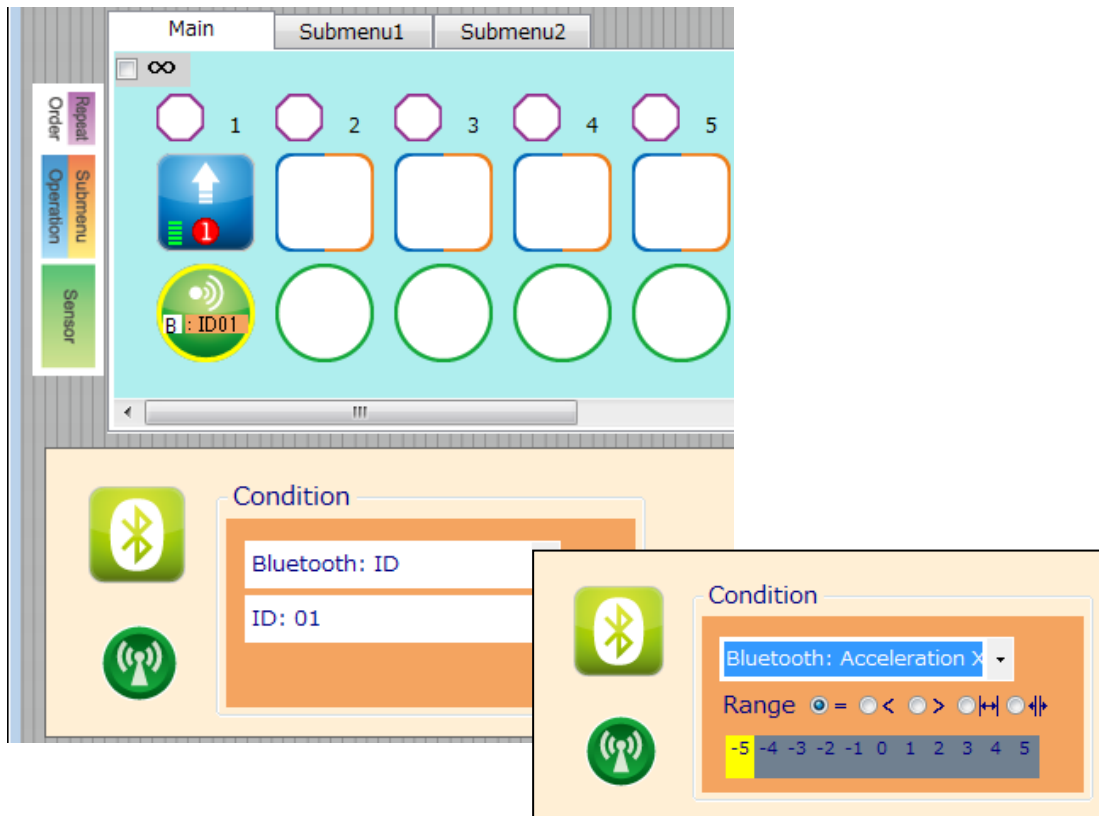 Main Submenu1 Submenu2
∞
Repeat
Order
1 2 3 4 5
Submenu
Operation
1
Sensor
B : ID01
Condition
Bluetooth: ID
ID: 01
Condition
Bluetooth: Acceleration X
Range = < >
-5 -4 -3 -2 -1 0 1 2 3 4 5